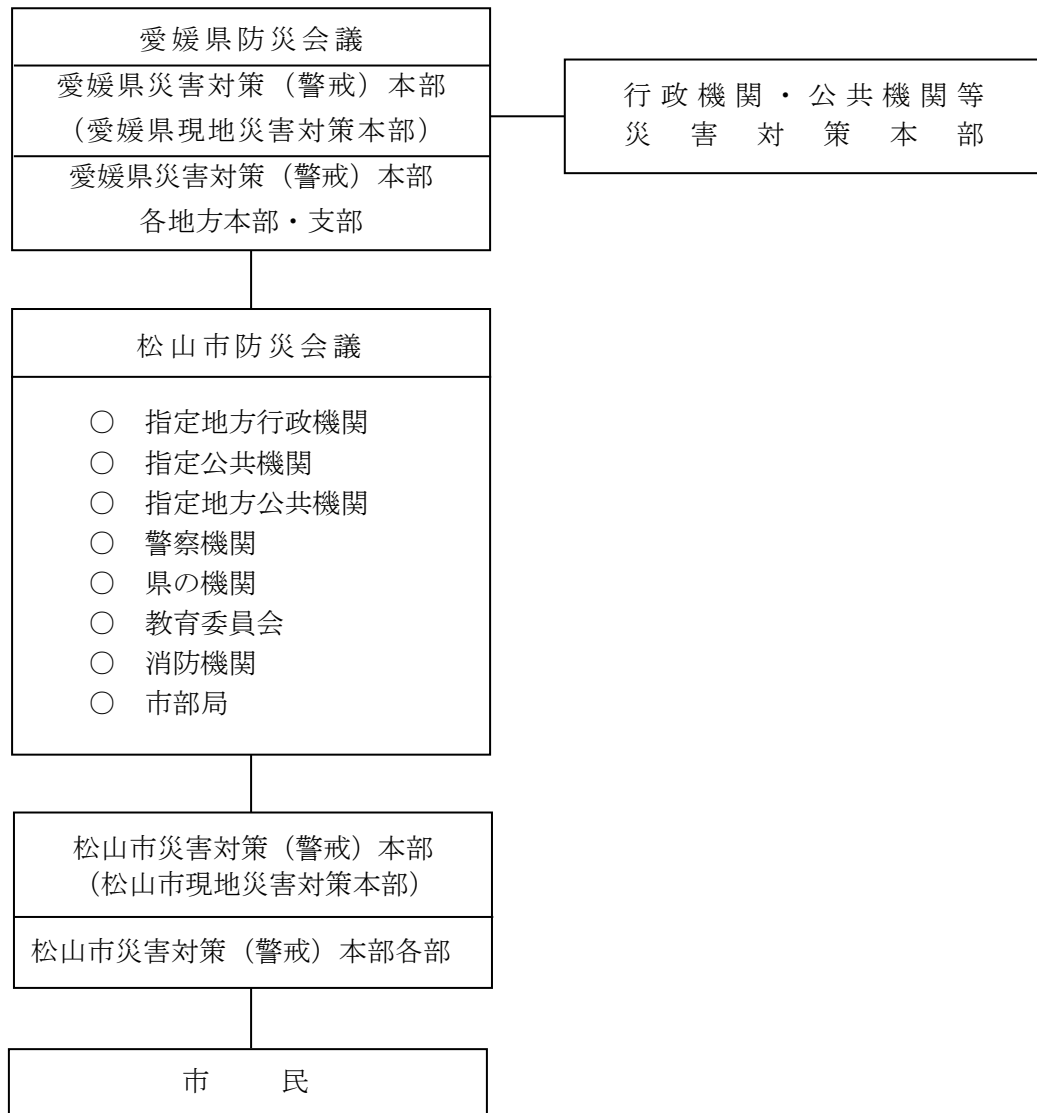 愛媛県防災会議
愛媛県災害対策（警戒）本部
（愛媛県現地災害対策本部）
愛媛県災害対策（警戒）本部
各地方本部・支部
行政機関・公共機関等
災害対策本部
松山市防災会議
○　指定地方行政機関
○　指定公共機関
○　指定地方公共機関
○　警察機関
○　県の機関
○　教育委員会
○　消防機関
○　市部局
松山市災害対策（警戒）本部
（松山市現地災害対策本部）
松山市災害対策（警戒）本部各部
市　　民